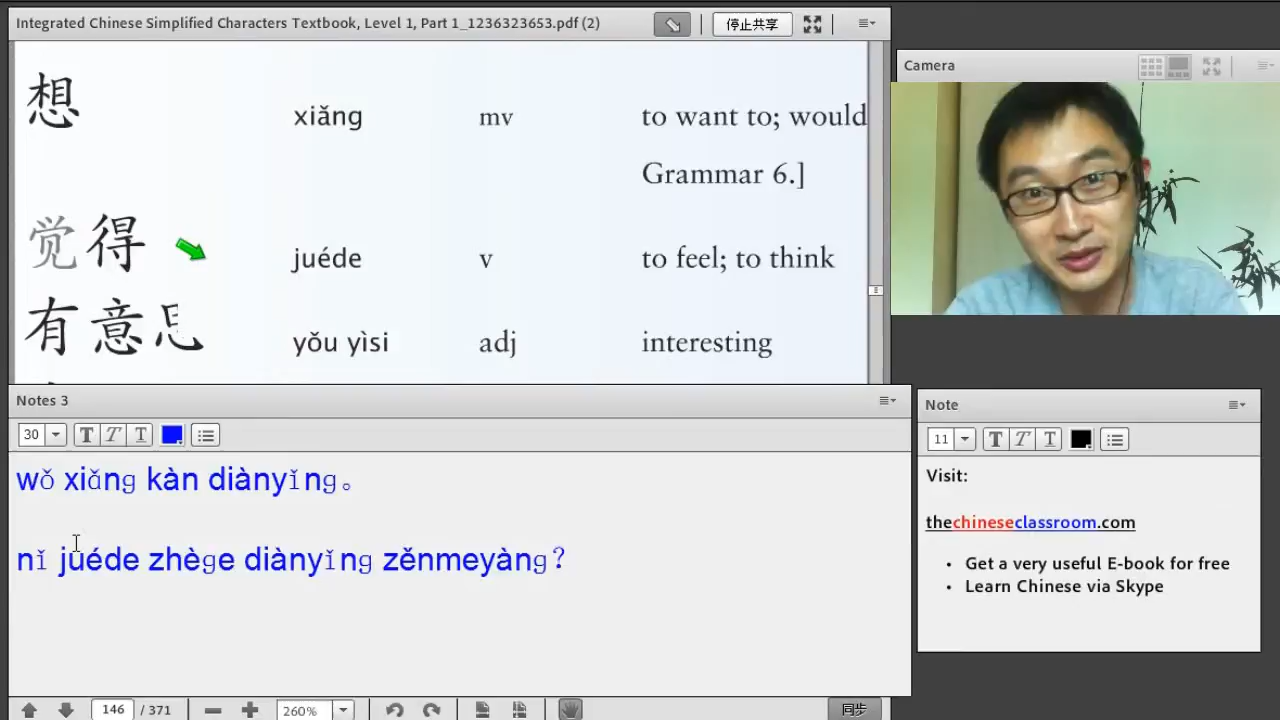 Integrated Chinese Simplified Characters Textbook, Level 1, Part 1_1236323653.pdf (2)
停止共享
想 xiǎng mv to want to; would
Grammar 6.]
觉得 juéde v to feel; to think
有意思 yǒu yìsi adj interesting
Camera
Notes 3
30
wǒ xiǎng kàn diànyǐng。
nǐ juéde zhège diànyǐng zěnmeyàng?
146 / 371
260%
同步
Note
11
Visit:
thechineseclassroom.com
• Get a very useful E-book for free
• Learn Chinese via Skype